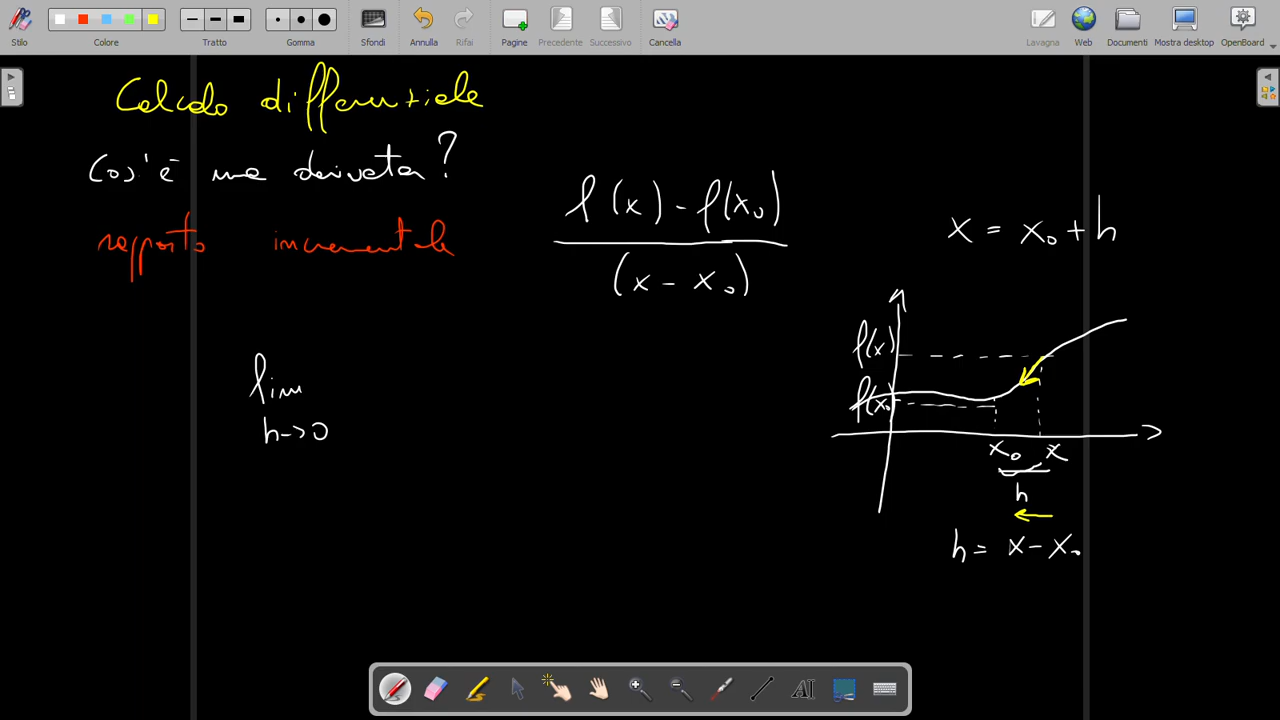 Stilo Colore Tratto Gomma Sfondi Annulla Rifai Pagine Precedente Successivo Cancella Lavagna Web Documenti Mostra desktop OpenBoard
Calcolo differenziale
Cos'è una derivata?
rapporto incrementale
f(x) - f(x₀)
(x - x₀)
x = x₀ + h
lim
h→0
f(x)
f(x₀)
x₀ x
h
h = x - x₀